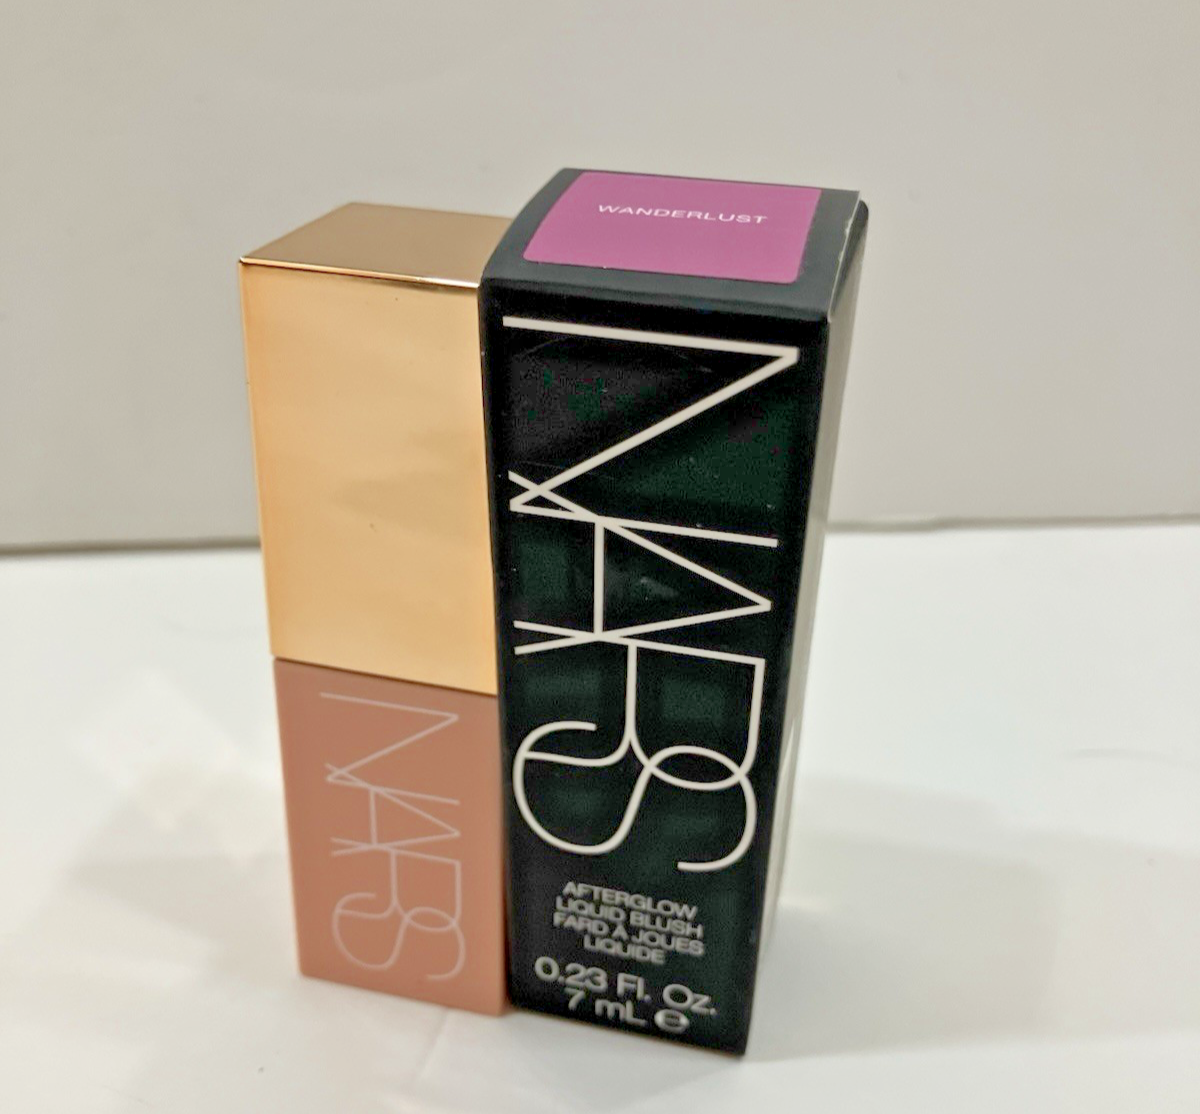 WANDERLUST
NARS
AFTERGLOW
LIQUID BLUSH
FARD À JOUES
LIQUIDE
0.23 Fl. Oz.
7 mL ℮
NARS